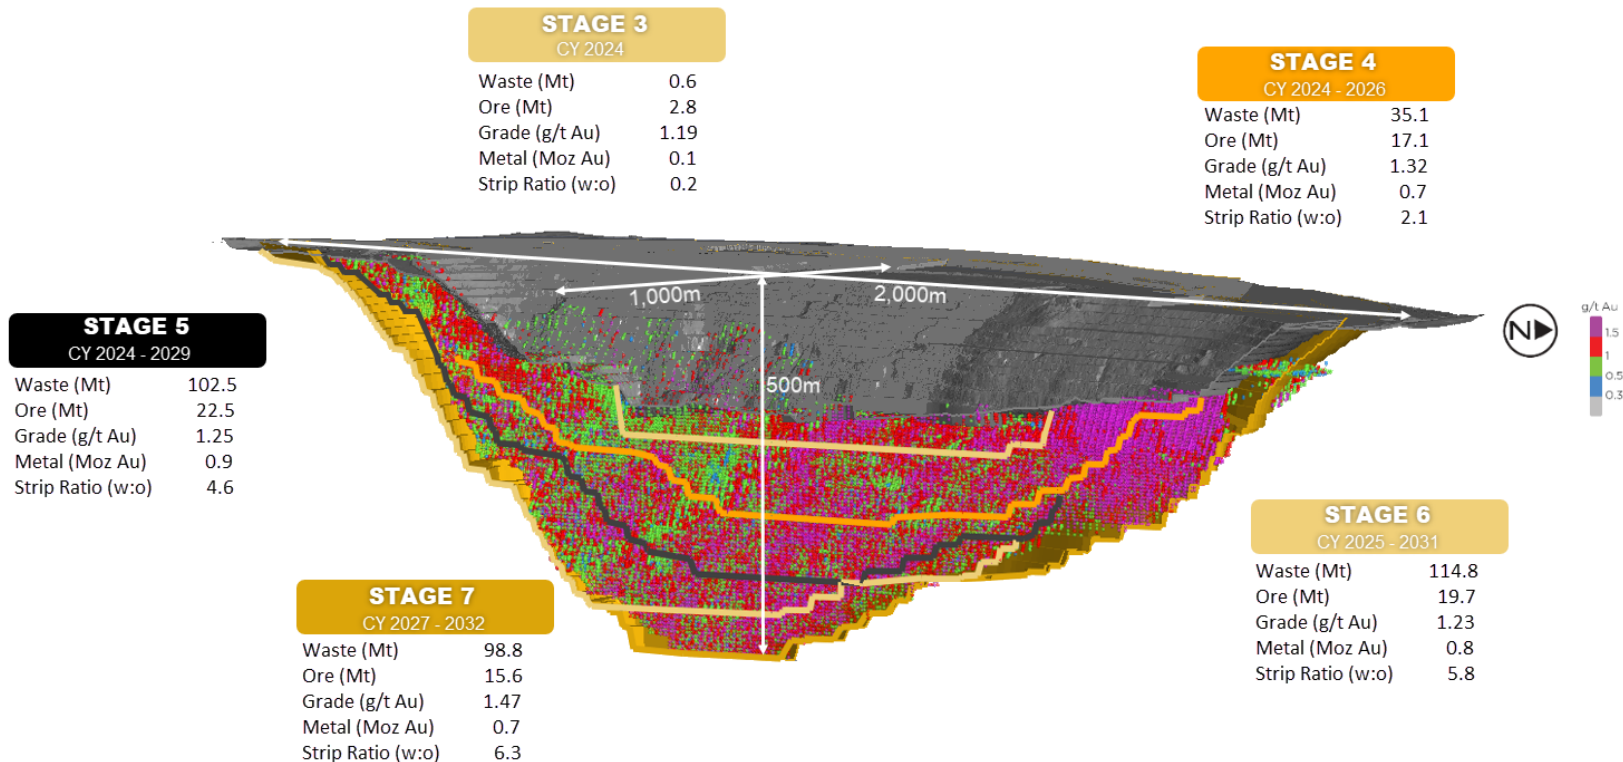 STAGE 3
CY 2024
Waste (Mt) 0.6
Ore (Mt) 2.8
Grade (g/t Au) 1.19
Metal (Moz Au) 0.1
Strip Ratio (w:o) 0.2
STAGE 4
CY 2024 - 2026
Waste (Mt) 35.1
Ore (Mt) 17.1
Grade (g/t Au) 1.32
Metal (Moz Au) 0.7
Strip Ratio (w:o) 2.1
1,000m
2,000m
500m
N
g/t Au
1.5
1
0.5
0.3
STAGE 5
CY 2024 - 2029
Waste (Mt) 102.5
Ore (Mt) 22.5
Grade (g/t Au) 1.25
Metal (Moz Au) 0.9
Strip Ratio (w:o) 4.6
STAGE 6
CY 2025 - 2031
Waste (Mt) 114.8
Ore (Mt) 19.7
Grade (g/t Au) 1.23
Metal (Moz Au) 0.8
Strip Ratio (w:o) 5.8
STAGE 7
CY 2027 - 2032
Waste (Mt) 98.8
Ore (Mt) 15.6
Grade (g/t Au) 1.47
Metal (Moz Au) 0.7
Strip Ratio (w:o) 6.3